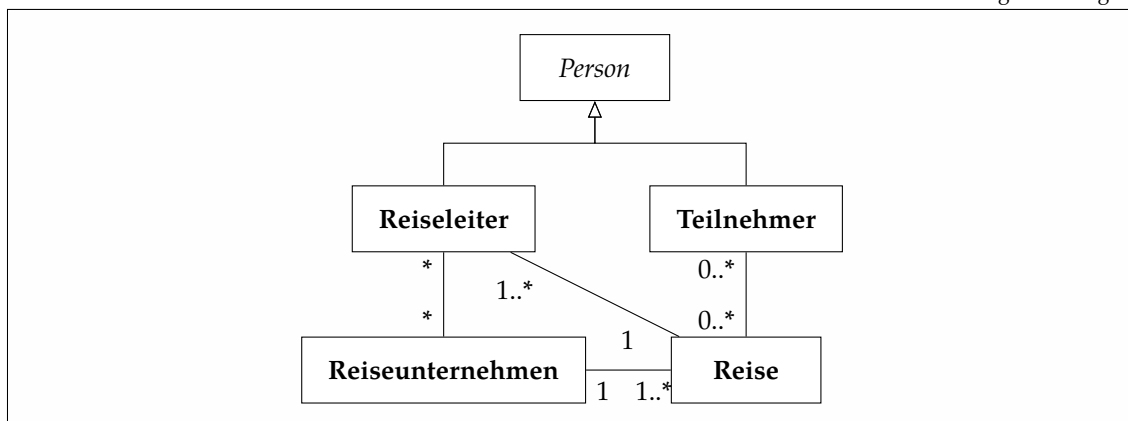 Person
Reiseleiter
Teilnehmer
*
0..*
1..*
*
0..*
1
Reiseunternehmen
Reise
1
1..*